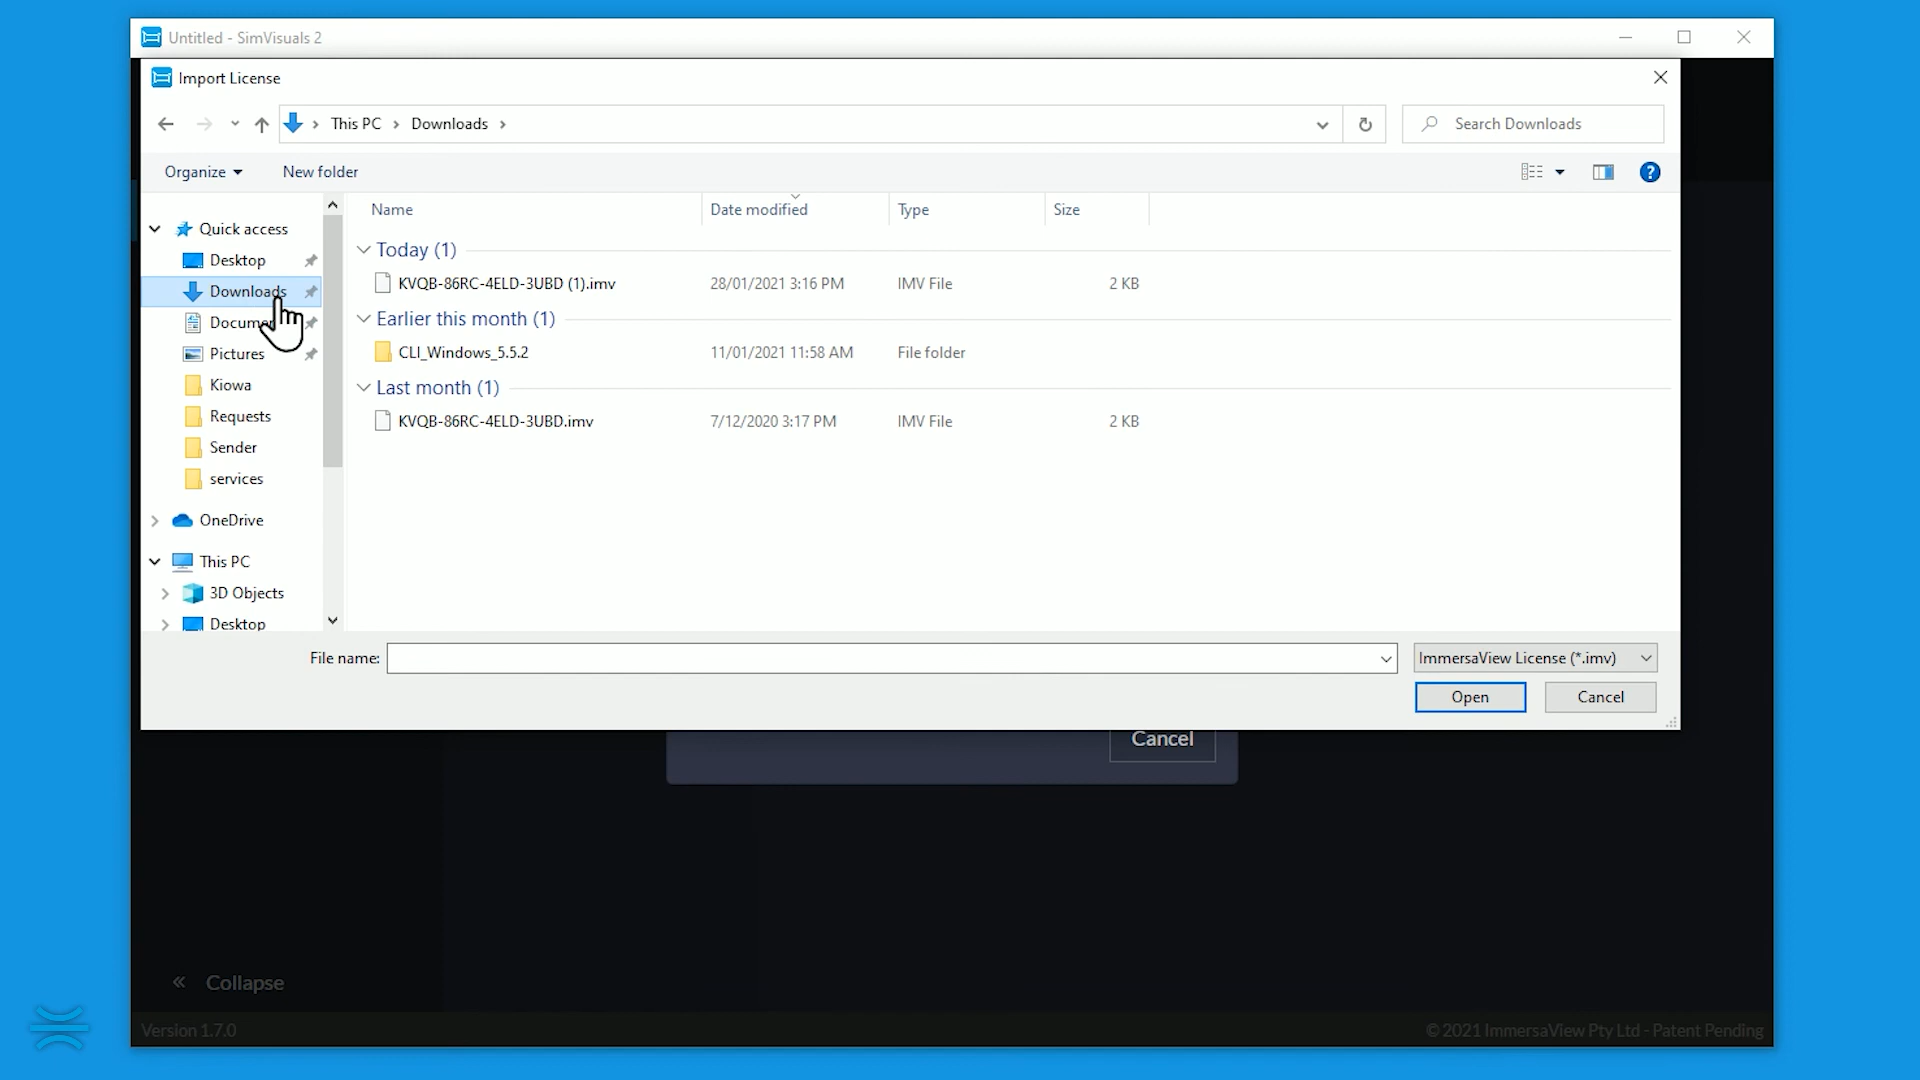 Untitled - SimVisuals 2
Import License
This PC
Downloads
Search Downloads
Organize
New folder
?
Name
Date modified
Type
Size
Quick access
Desktop
Downloads
Docume
Pictures
Kiowa
Requests
Sender
services
OneDrive
This PC
3D Objects
Desktop
Today (1)
KVQB-86RC-4ELD-3UBD (1).imv 28/01/2021 3:16 PM IMV File 2 KB
Earlier this month (1)
CLI_Windows_5.5.2 11/01/2021 11:58 AM File folder
Last month (1)
KVQB-86RC-4ELD-3UBD.imv 7/12/2020 3:17 PM IMV File 2 KB
File name:
ImmersaView License (*.imv)
Open
Cancel
Cancel
Collapse
Version 1.7.0
© 2021 ImmersaView Pty Ltd - Patent Pending